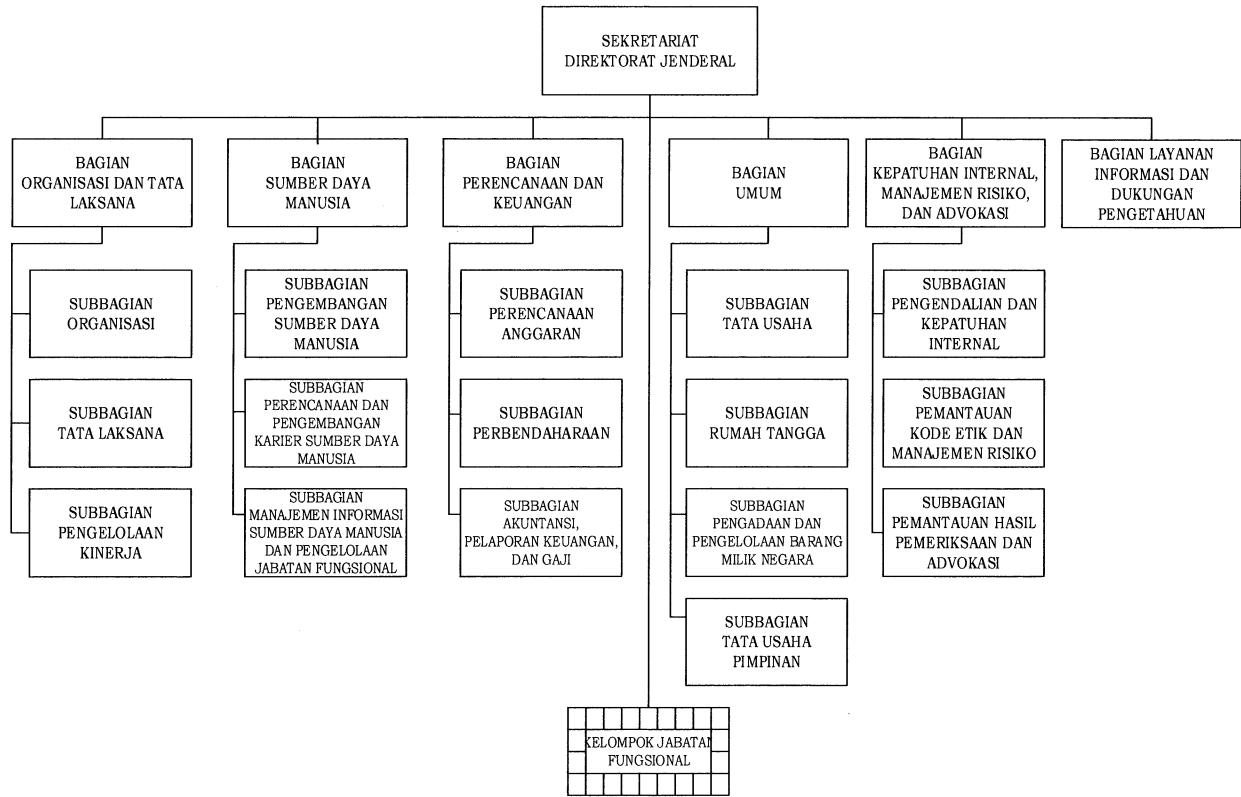 SEKRETARIAT
DIREKTORAT JENDERAL
BAGIAN
ORGANISASI DAN TATA
LAKSANA
BAGIAN
SUMBER DAYA
MANUSIA
BAGIAN
PERENCANAAN DAN
KEUANGAN
BAGIAN
UMUM
BAGIAN
KEPATUHAN INTERNAL,
MANAJEMEN RISIKO,
DAN ADVOKASI
BAGIAN LAYANAN
INFORMASI DAN
DUKUNGAN
PENGETAHUAN
SUBBAGIAN
ORGANISASI
SUBBAGIAN
PENGEMBANGAN
SUMBER DAYA
MANUSIA
SUBBAGIAN
PERENCANAAN
ANGGARAN
SUBBAGIAN
TATA USAHA
SUBBAGIAN
PENGENDALIAN DAN
KEPATUHAN
INTERNAL
SUBBAGIAN
TATA LAKSANA
SUBBAGIAN
PERENCANAAN DAN
PENGEMBANGAN
KARIER SUMBER DAYA
MANUSIA
SUBBAGIAN
PERBENDAHARAAN
SUBBAGIAN
RUMAH TANGGA
SUBBAGIAN
PEMANTAUAN
KODE ETIK DAN
MANAJEMEN RISIKO
SUBBAGIAN
PENGELOLAAN
KINERJA
SUBBAGIAN
MANAJEMEN INFORMASI
SUMBER DAYA MANUSIA
DAN PENGELOLAAN
JABATAN FUNGSIONAL
SUBBAGIAN
AKUNTANSI,
PELAPORAN KEUANGAN,
DAN GAJI
SUBBAGIAN
PENGADAAN DAN
PENGELOLAAN BARANG
MILIK NEGARA
SUBBAGIAN
PEMANTAUAN HASIL
PEMERIKSAAN DAN
ADVOKASI
SUBBAGIAN
TATA USAHA
PIMPINAN
KELOMPOK JABATAN
FUNGSIONAL